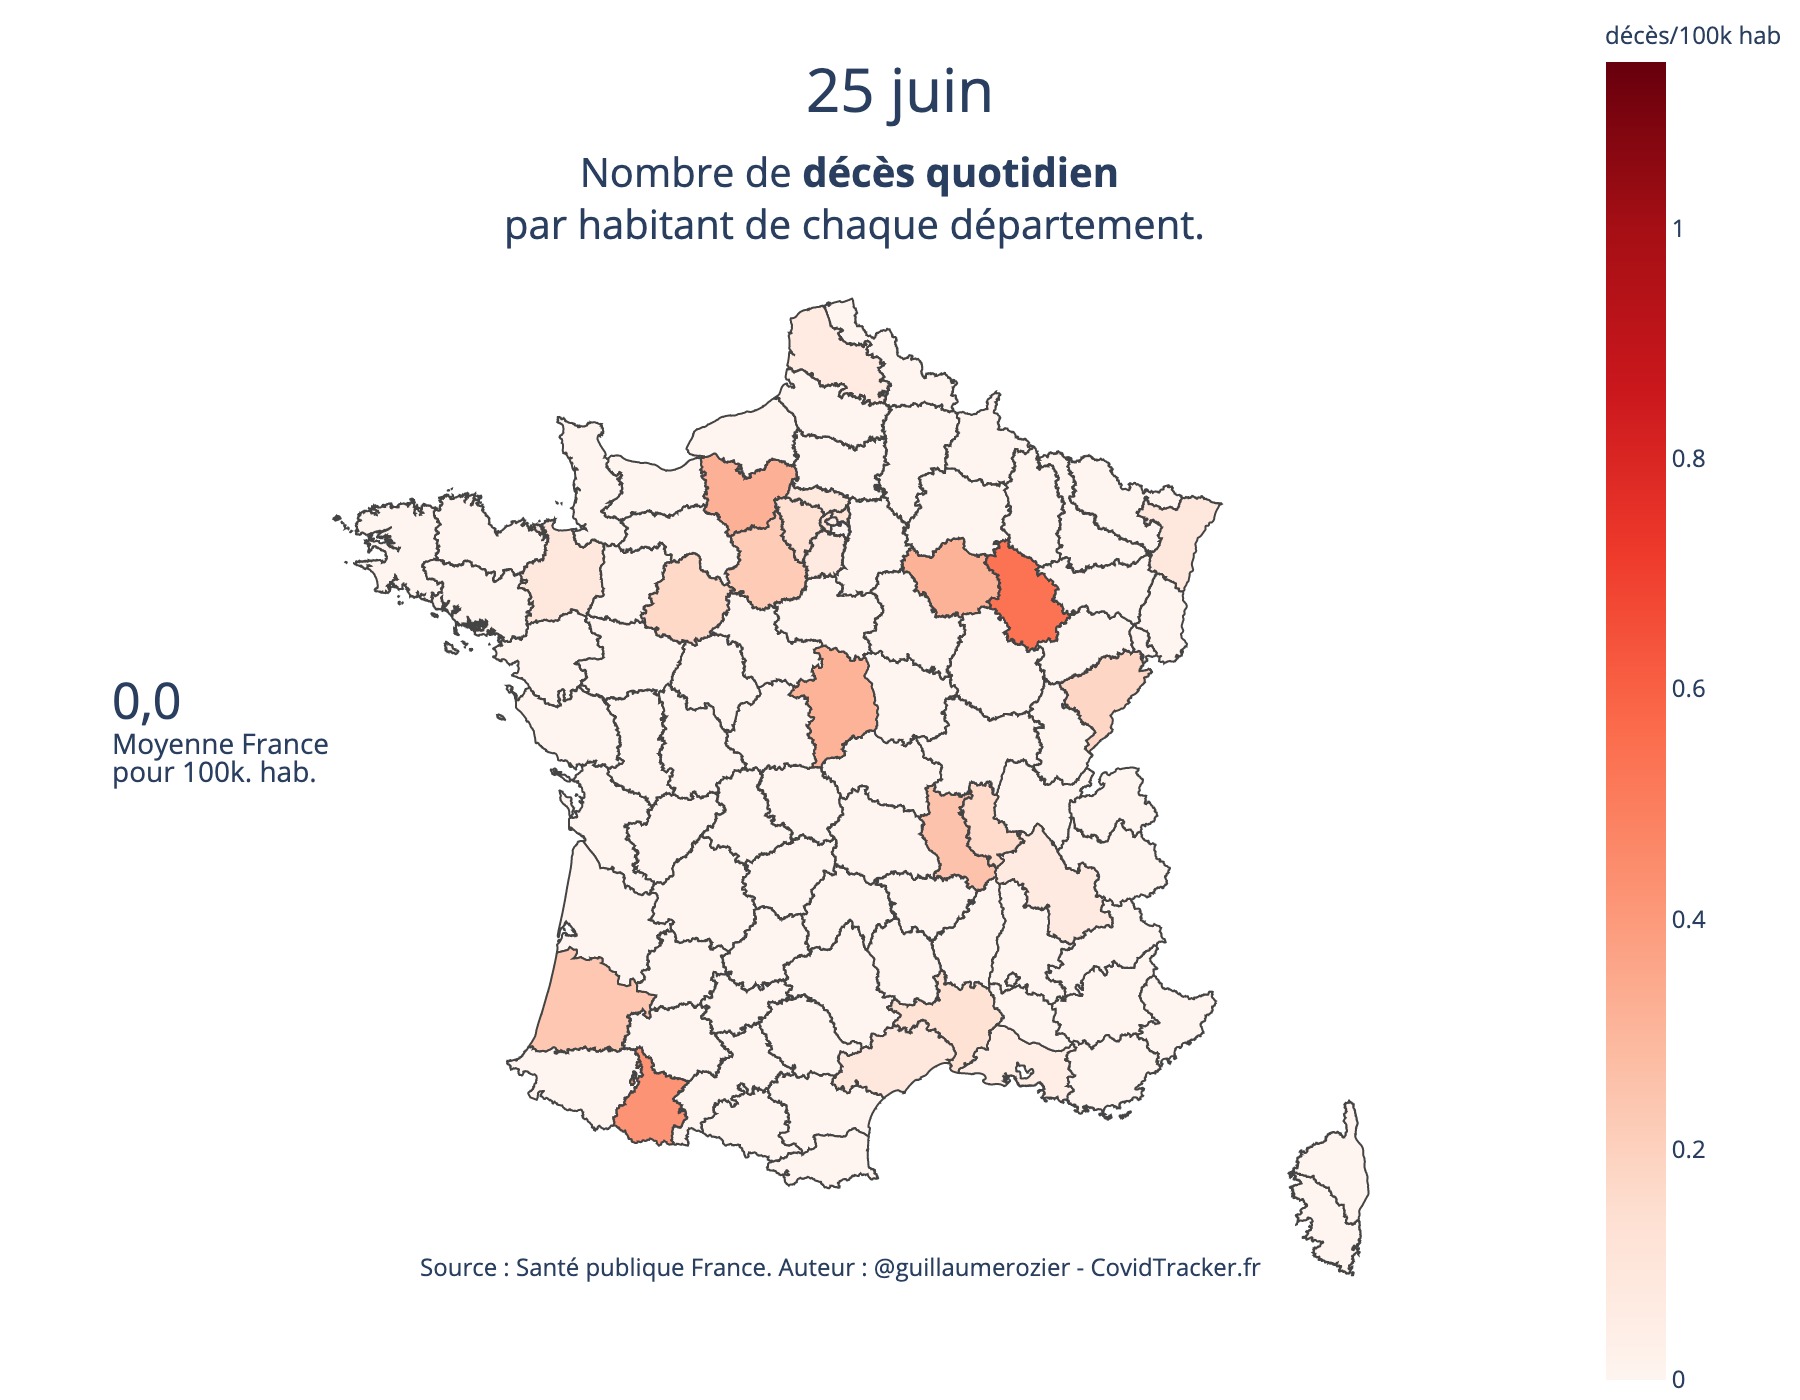 décès/100k hab
25 juin
Nombre de décès quotidien
par habitant de chaque département.
1
0.8
0.6
0.4
0.2
0
0,0
Moyenne France
pour 100k. hab.
Source : Santé publique France. Auteur : @guillaumerozier - CovidTracker.fr